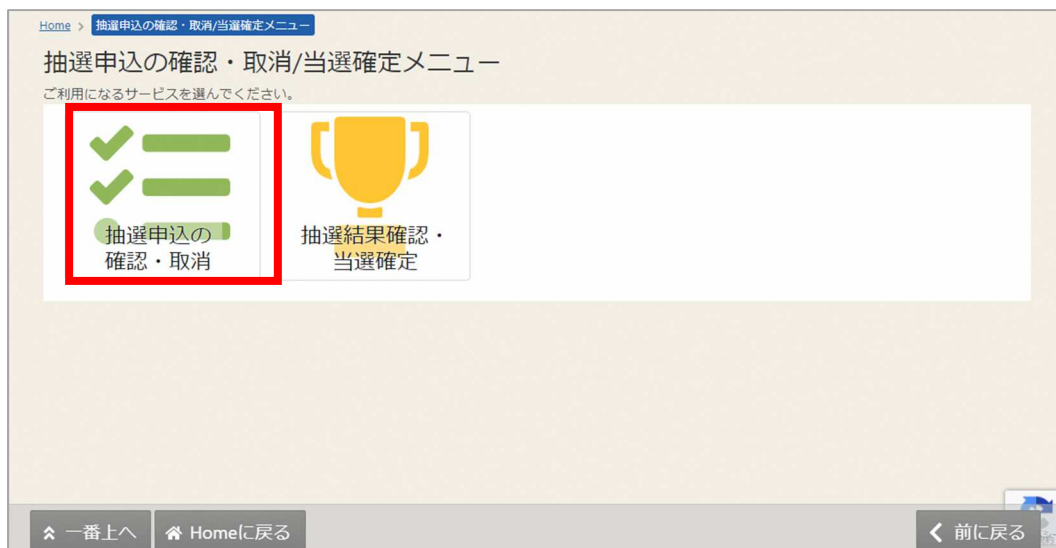 Home > 抽選申込の確認・取消/当選確定メニュー
抽選申込の確認・取消/当選確定メニュー
ご利用になるサービスを選んでください。
抽選申込の
確認・取消
抽選結果確認・
当選確定
一番上へ
Homeに戻る
前に戻る